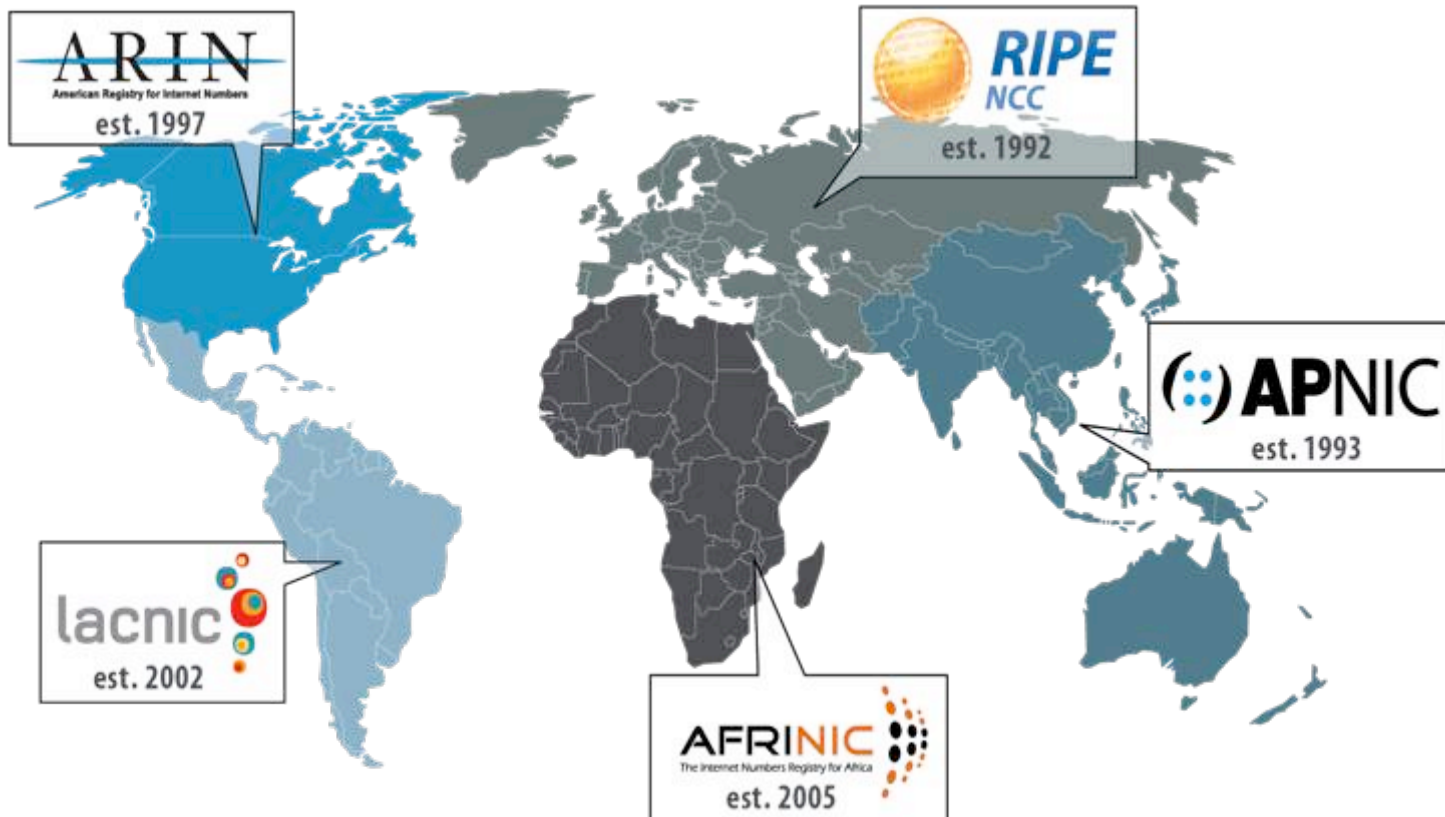 ARIN
American Registry for Internet Numbers
est. 1997
RIPE
NCC
est. 1992
APNIC
est. 1993
lacnic
est. 2002
AFRINIC
The Internet Numbers Registry for Africa
est. 2005